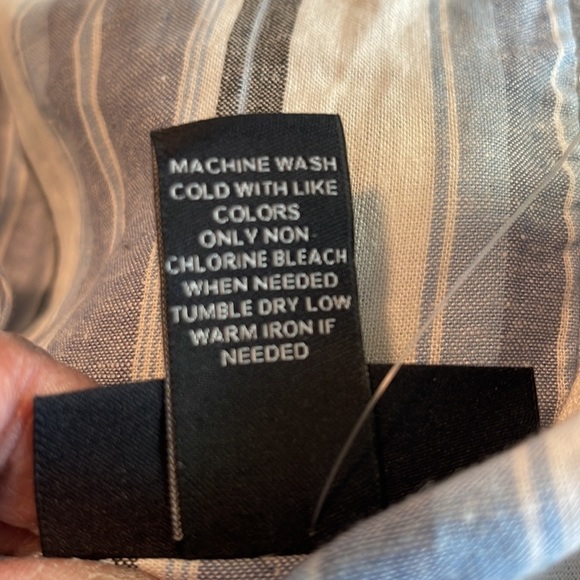 MACHINE WASH
COLD WITH LIKE
COLORS
ONLY NON-
CHLORINE BLEACH
WHEN NEEDED
TUMBLE DRY LOW
WARM IRON IF
NEEDED